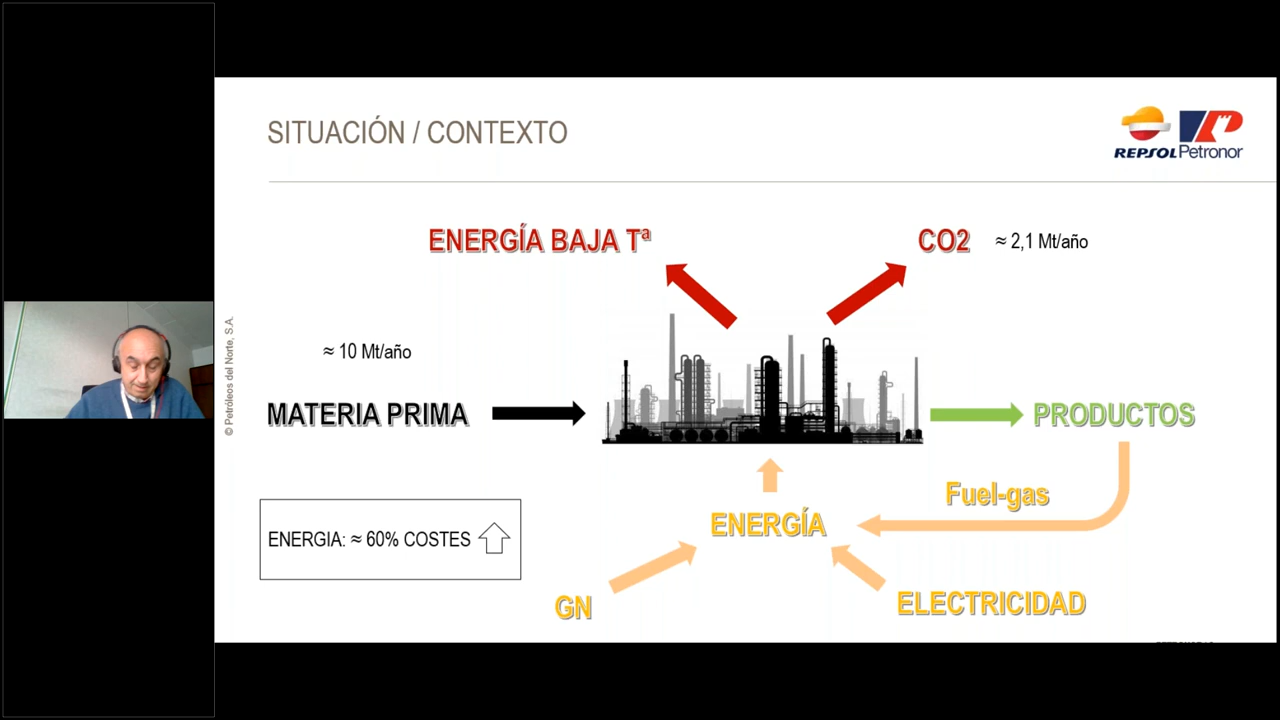 SITUACIÓN / CONTEXTO
REPSOL Petronor
ENERGÍA BAJA Tª
CO2 ≈ 2,1 Mt/año
© Petróleos del Norte, S.A.
≈ 10 Mt/año
MATERIA PRIMA
PRODUCTOS
Fuel-gas
ENERGÍA
ENERGIA: ≈ 60% COSTES
GN
ELECTRICIDAD